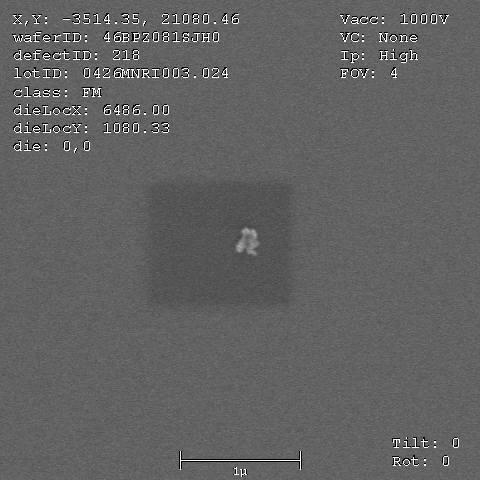 X,Y: -3514.35, 21080.46
waferID: 46BPZ081SJH0
defectID: 218
lotID: 0426MNRI003.024
class: FM
dieLocX: 6486.00
dieLocY: 1080.33
die: 0,0
Vacc: 1000V
VC: None
Ip: High
FOV: 4
Tilt: 0
Rot: 0
1µ